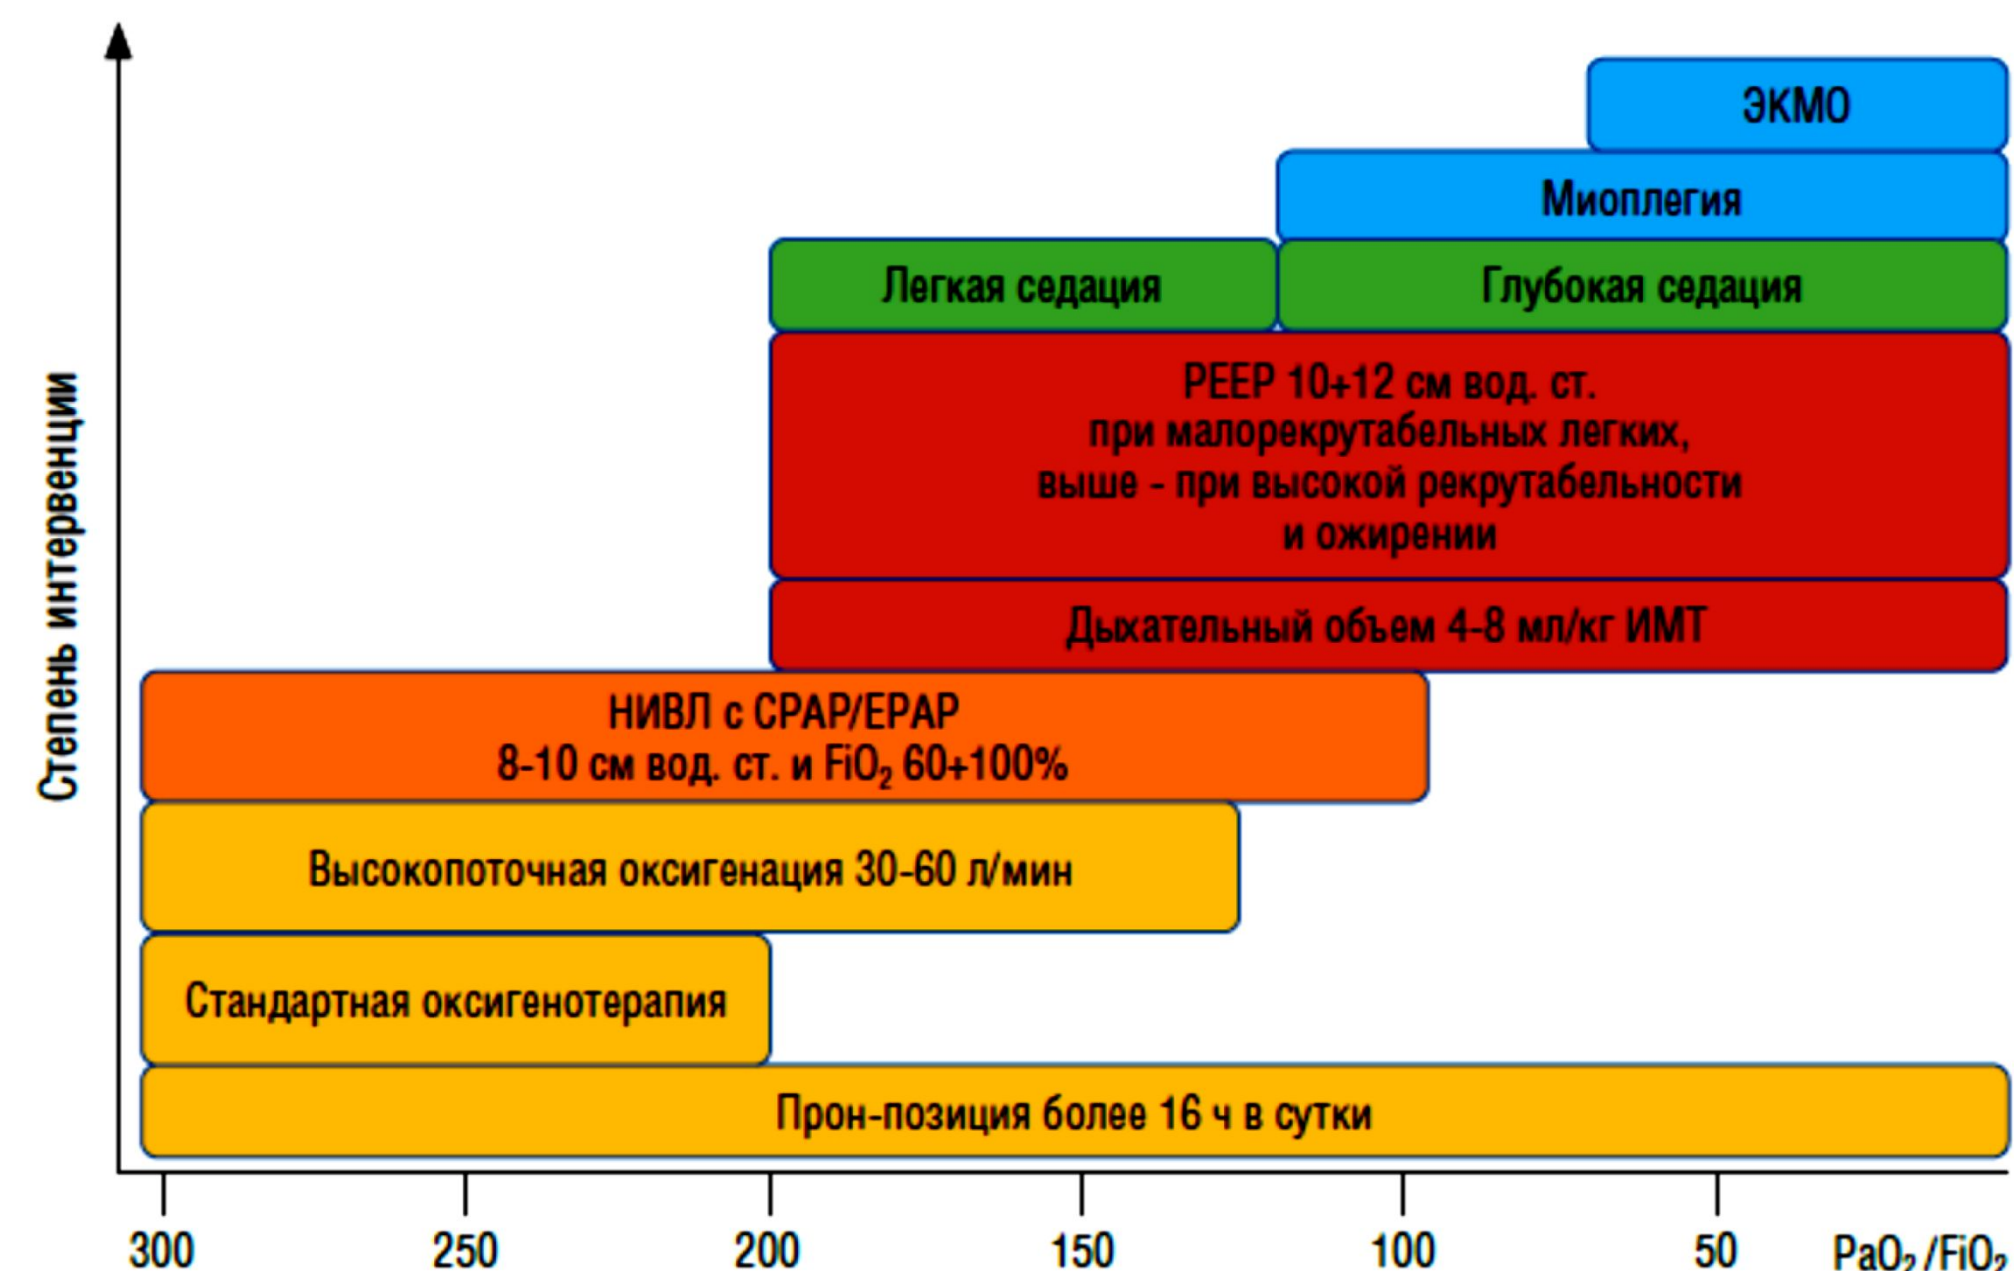 Степень интервенции
ЭКМО
Миоплегия
Легкая седация
Глубокая седация
PEEP 10+12 см вод. ст.
при малорекрутабельных легких,
выше - при высокой рекрутабельности
и ожирении
Дыхательный объем 4-8 мл/кг ИМТ
НИВЛ с CPAP/EPAP
8-10 см вод. ст. и FiO₂ 60+100%
Высокопоточная оксигенация 30-60 л/мин
Стандартная оксигенотерапия
Прон-позиция более 16 ч в сутки
300 250 200 150 100 50 PaO₂/FiO₂